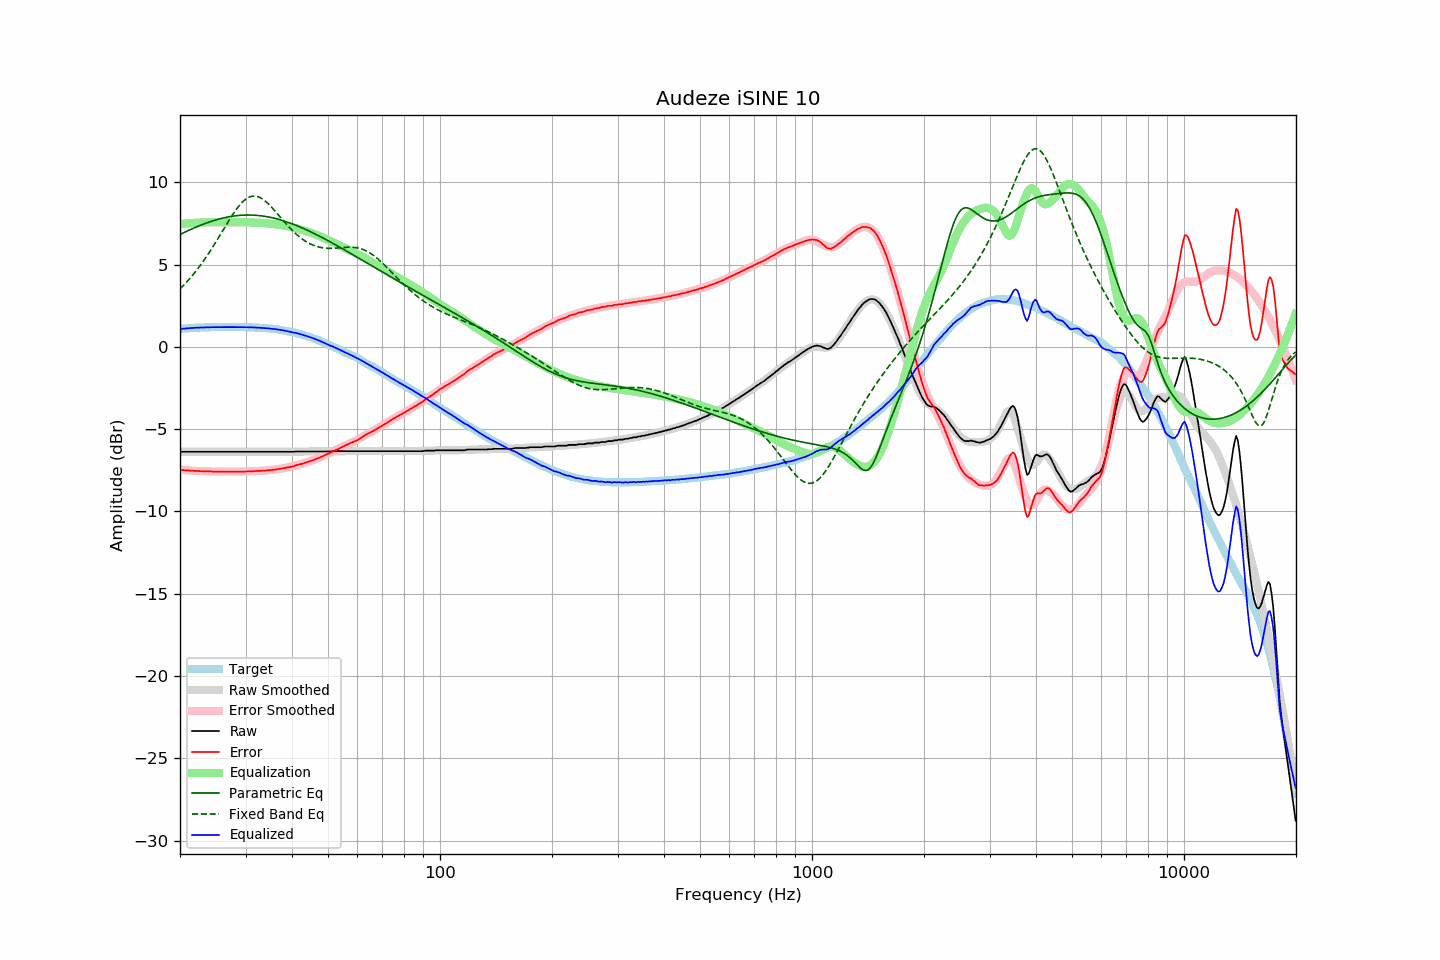 Audeze iSINE 10
Amplitude (dBr)
10
5
0
−5
−10
−15
−20
−25
−30
Target
Raw Smoothed
Error Smoothed
Raw
Error
Equalization
Parametric Eq
Fixed Band Eq
Equalized
100
1000
10000
Frequency (Hz)